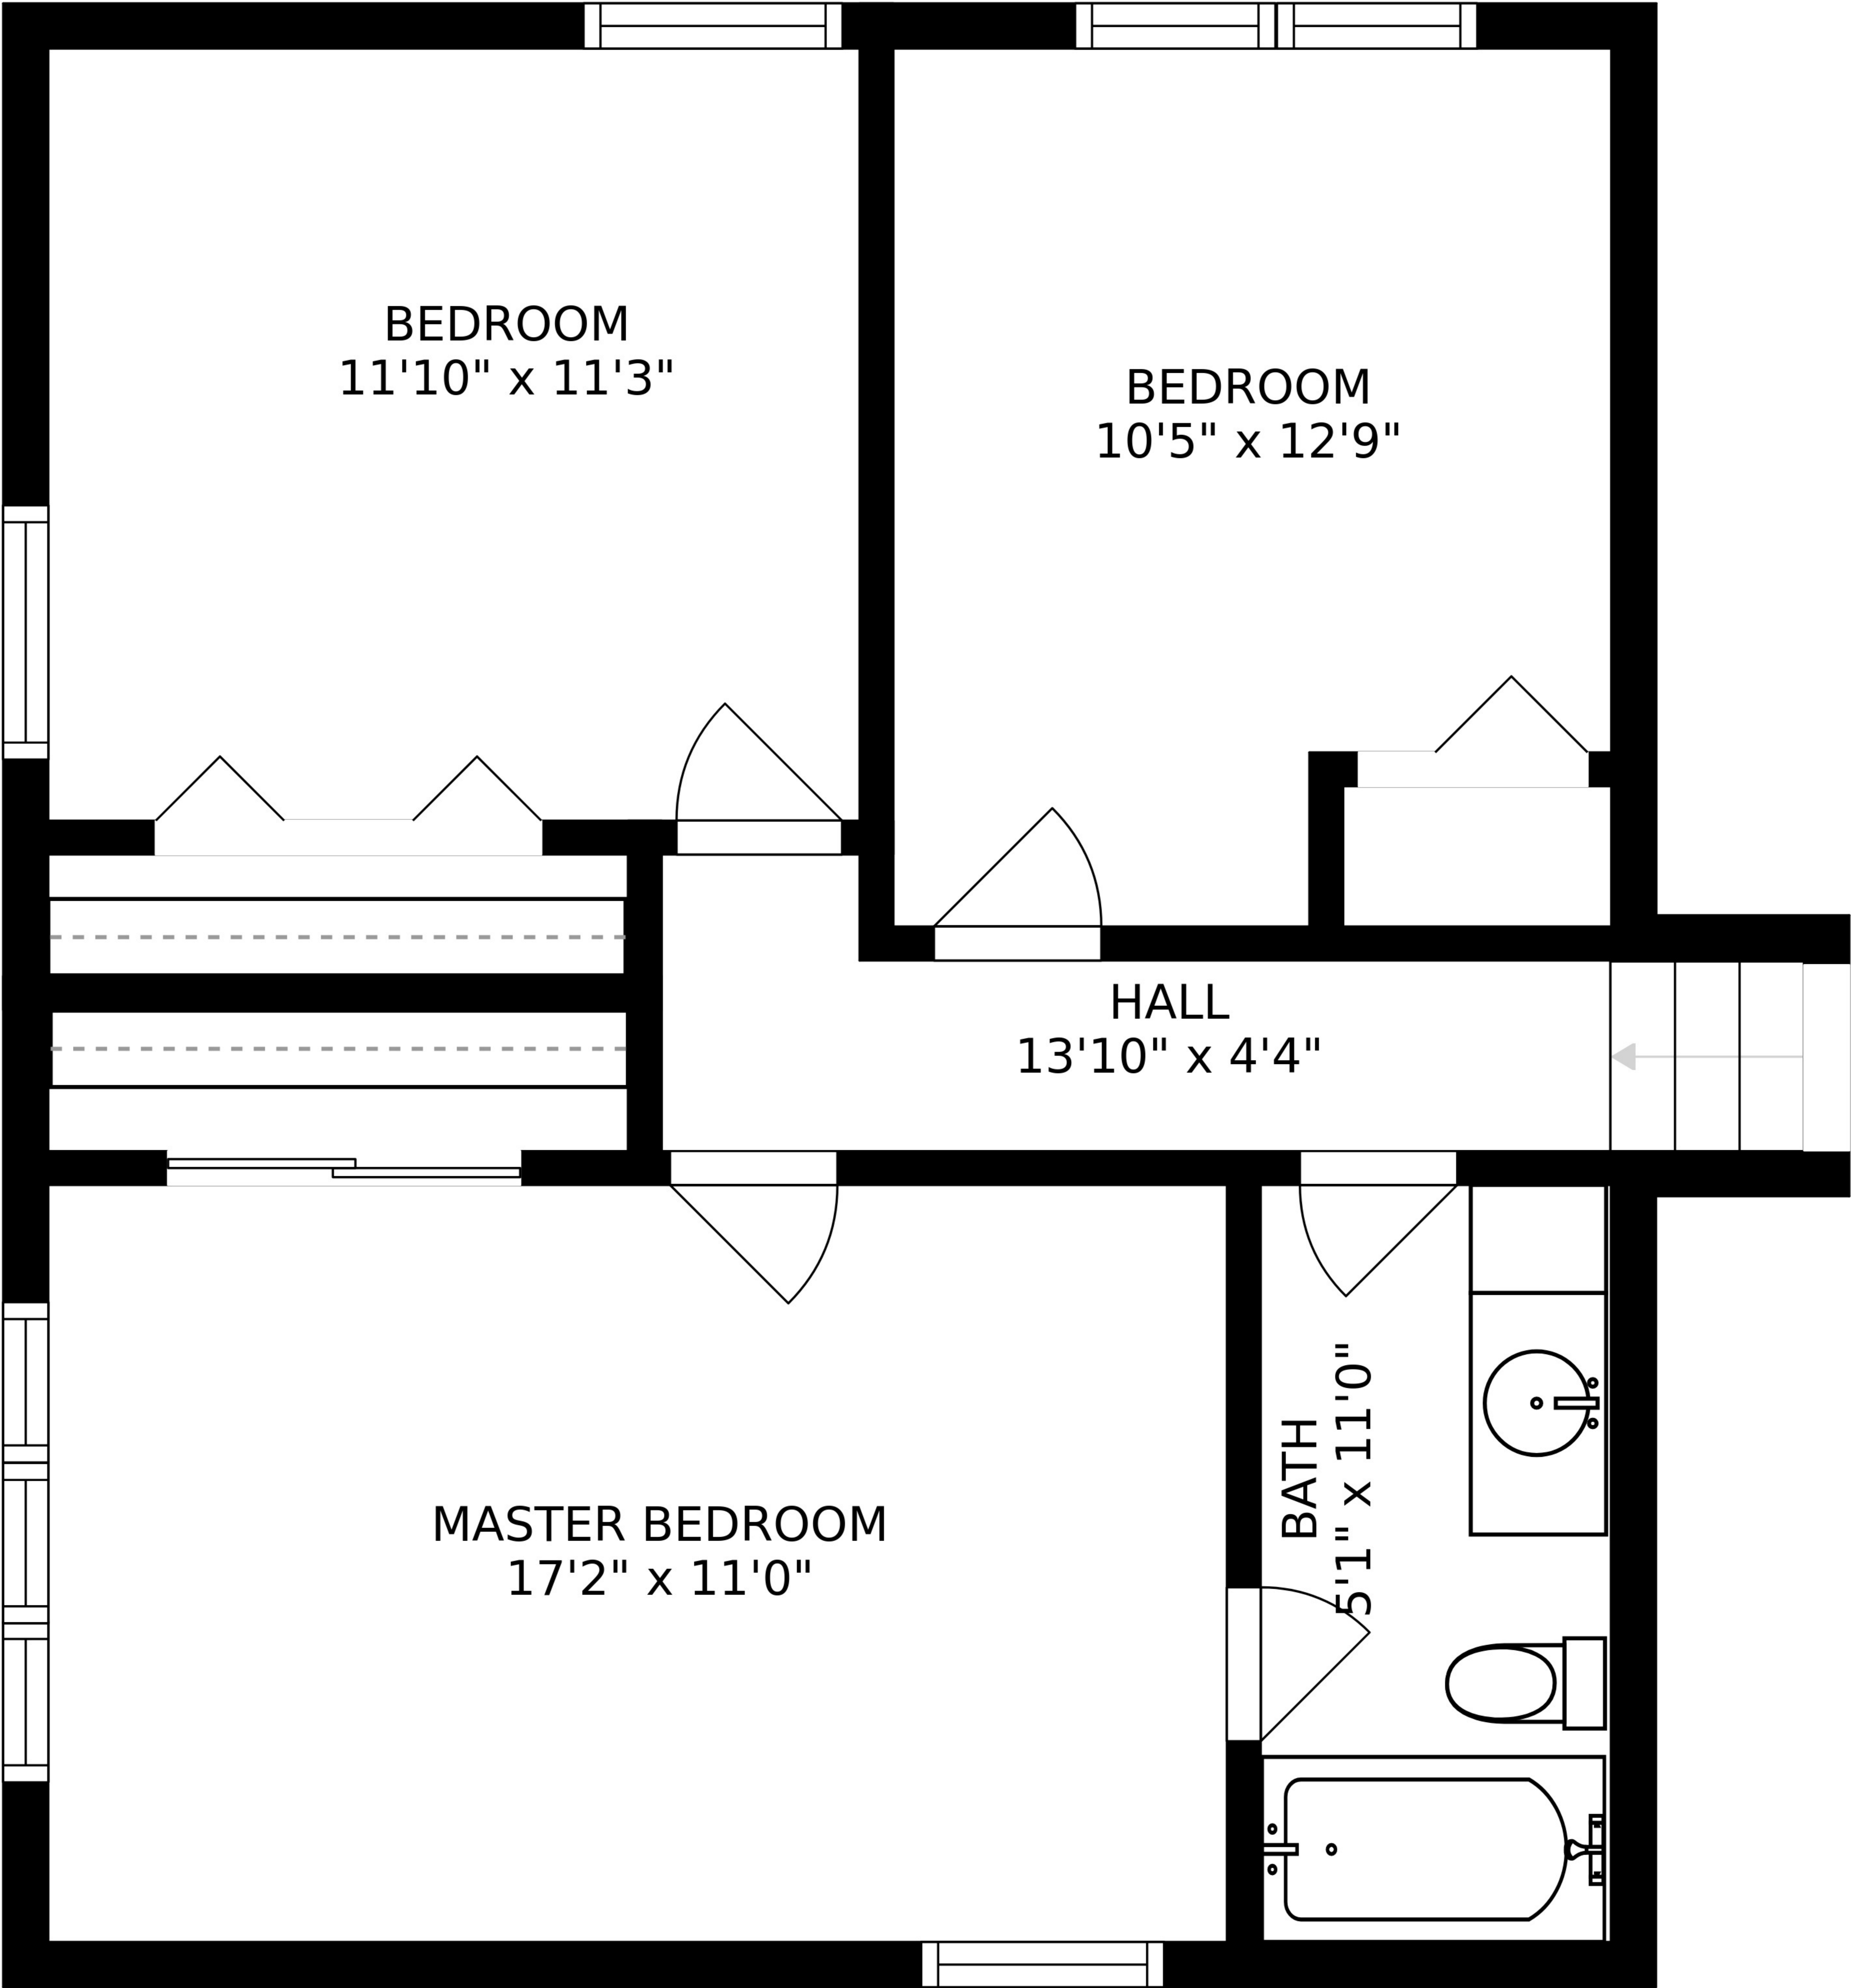 BEDROOM
11'10" x 11'3"
BEDROOM
10'5" x 12'9"
HALL
13'10" x 4'4"
MASTER BEDROOM
17'2" x 11'0"
BATH
5'1" x 11'0"